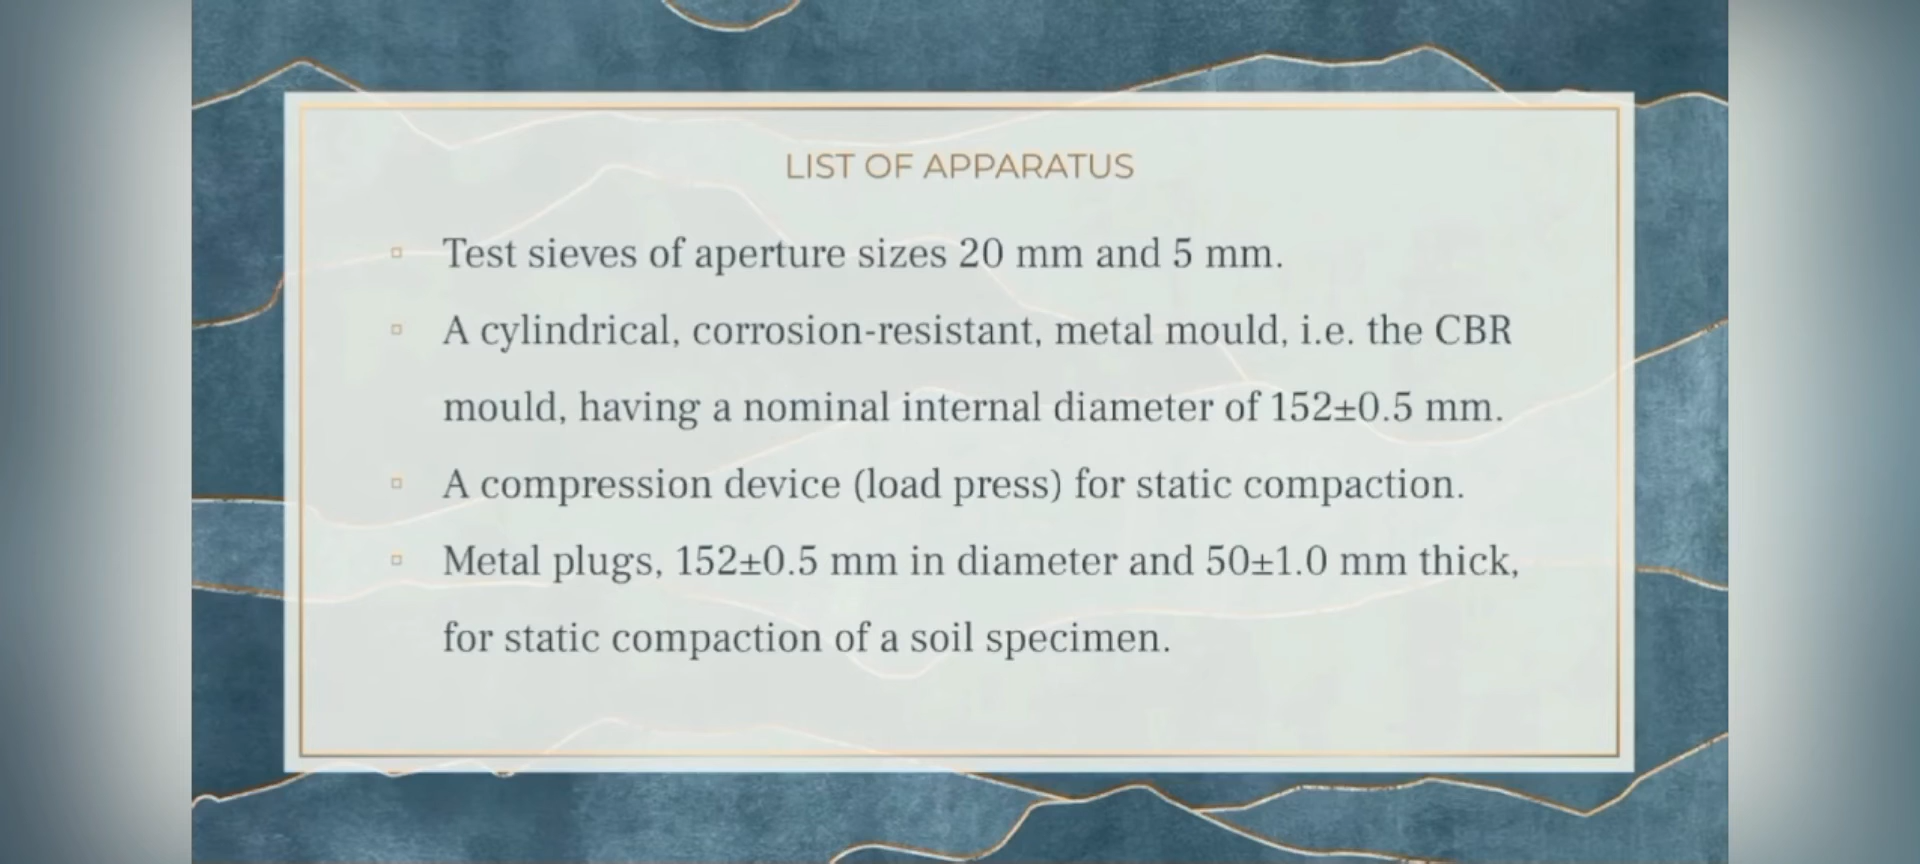 LIST OF APPARATUS
▫ Test sieves of aperture sizes 20 mm and 5 mm.
▫ A cylindrical, corrosion-resistant, metal mould, i.e. the CBR
mould, having a nominal internal diameter of 152±0.5 mm.
▫ A compression device (load press) for static compaction.
▫ Metal plugs, 152±0.5 mm in diameter and 50±1.0 mm thick,
for static compaction of a soil specimen.